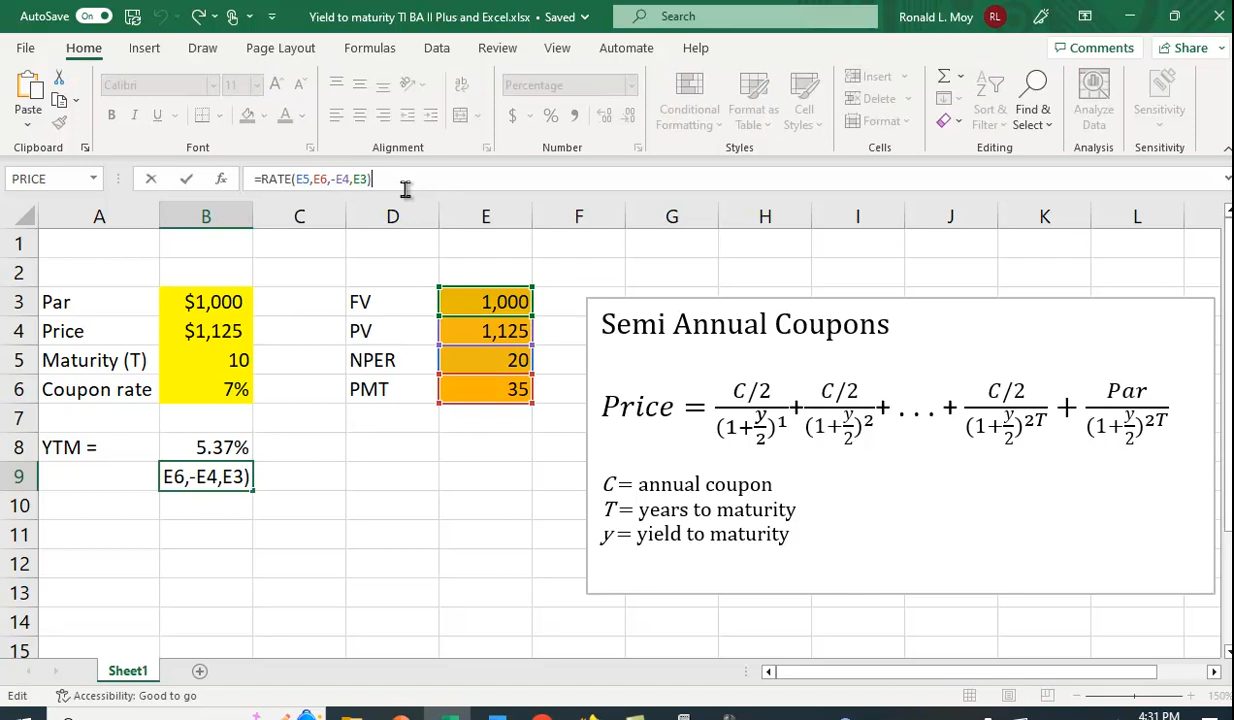 AutoSave On Yield to maturity TI BA II Plus and Excel.xlsx • Saved Search Ronald L. Moy RL
File Home Insert Draw Page Layout Formulas Data Review View Automate Help Comments Share
Paste Calibri 11 Percentage Conditional Formatting Format as Table Cell Styles Insert Delete Format Sort & Filter Find & Select Analyze Data Sensitivity
Clipboard Font Alignment Number Styles Cells Editing Analysis Sensitivity
PRICE fx =RATE(E5,E6,-E4,E3)
A B C D E F G H I J K L
1
2
3 Par $1,000 FV 1,000
4 Price $1,125 PV 1,125
5 Maturity (T) 10 NPER 20
6 Coupon rate 7% PMT 35
7
8 YTM = 5.37%
9 E6,-E4,E3)
10
11
12
13
14
15
Semi Annual Coupons
Price = C/2/(1+y/2)^1 + C/2/(1+y/2)^2 + . . . + C/2/(1+y/2)^2T + Par/(1+y/2)^2T
C = annual coupon
T = years to maturity
y = yield to maturity
Sheet1
Edit Accessibility: Good to go 150%
4:31 PM